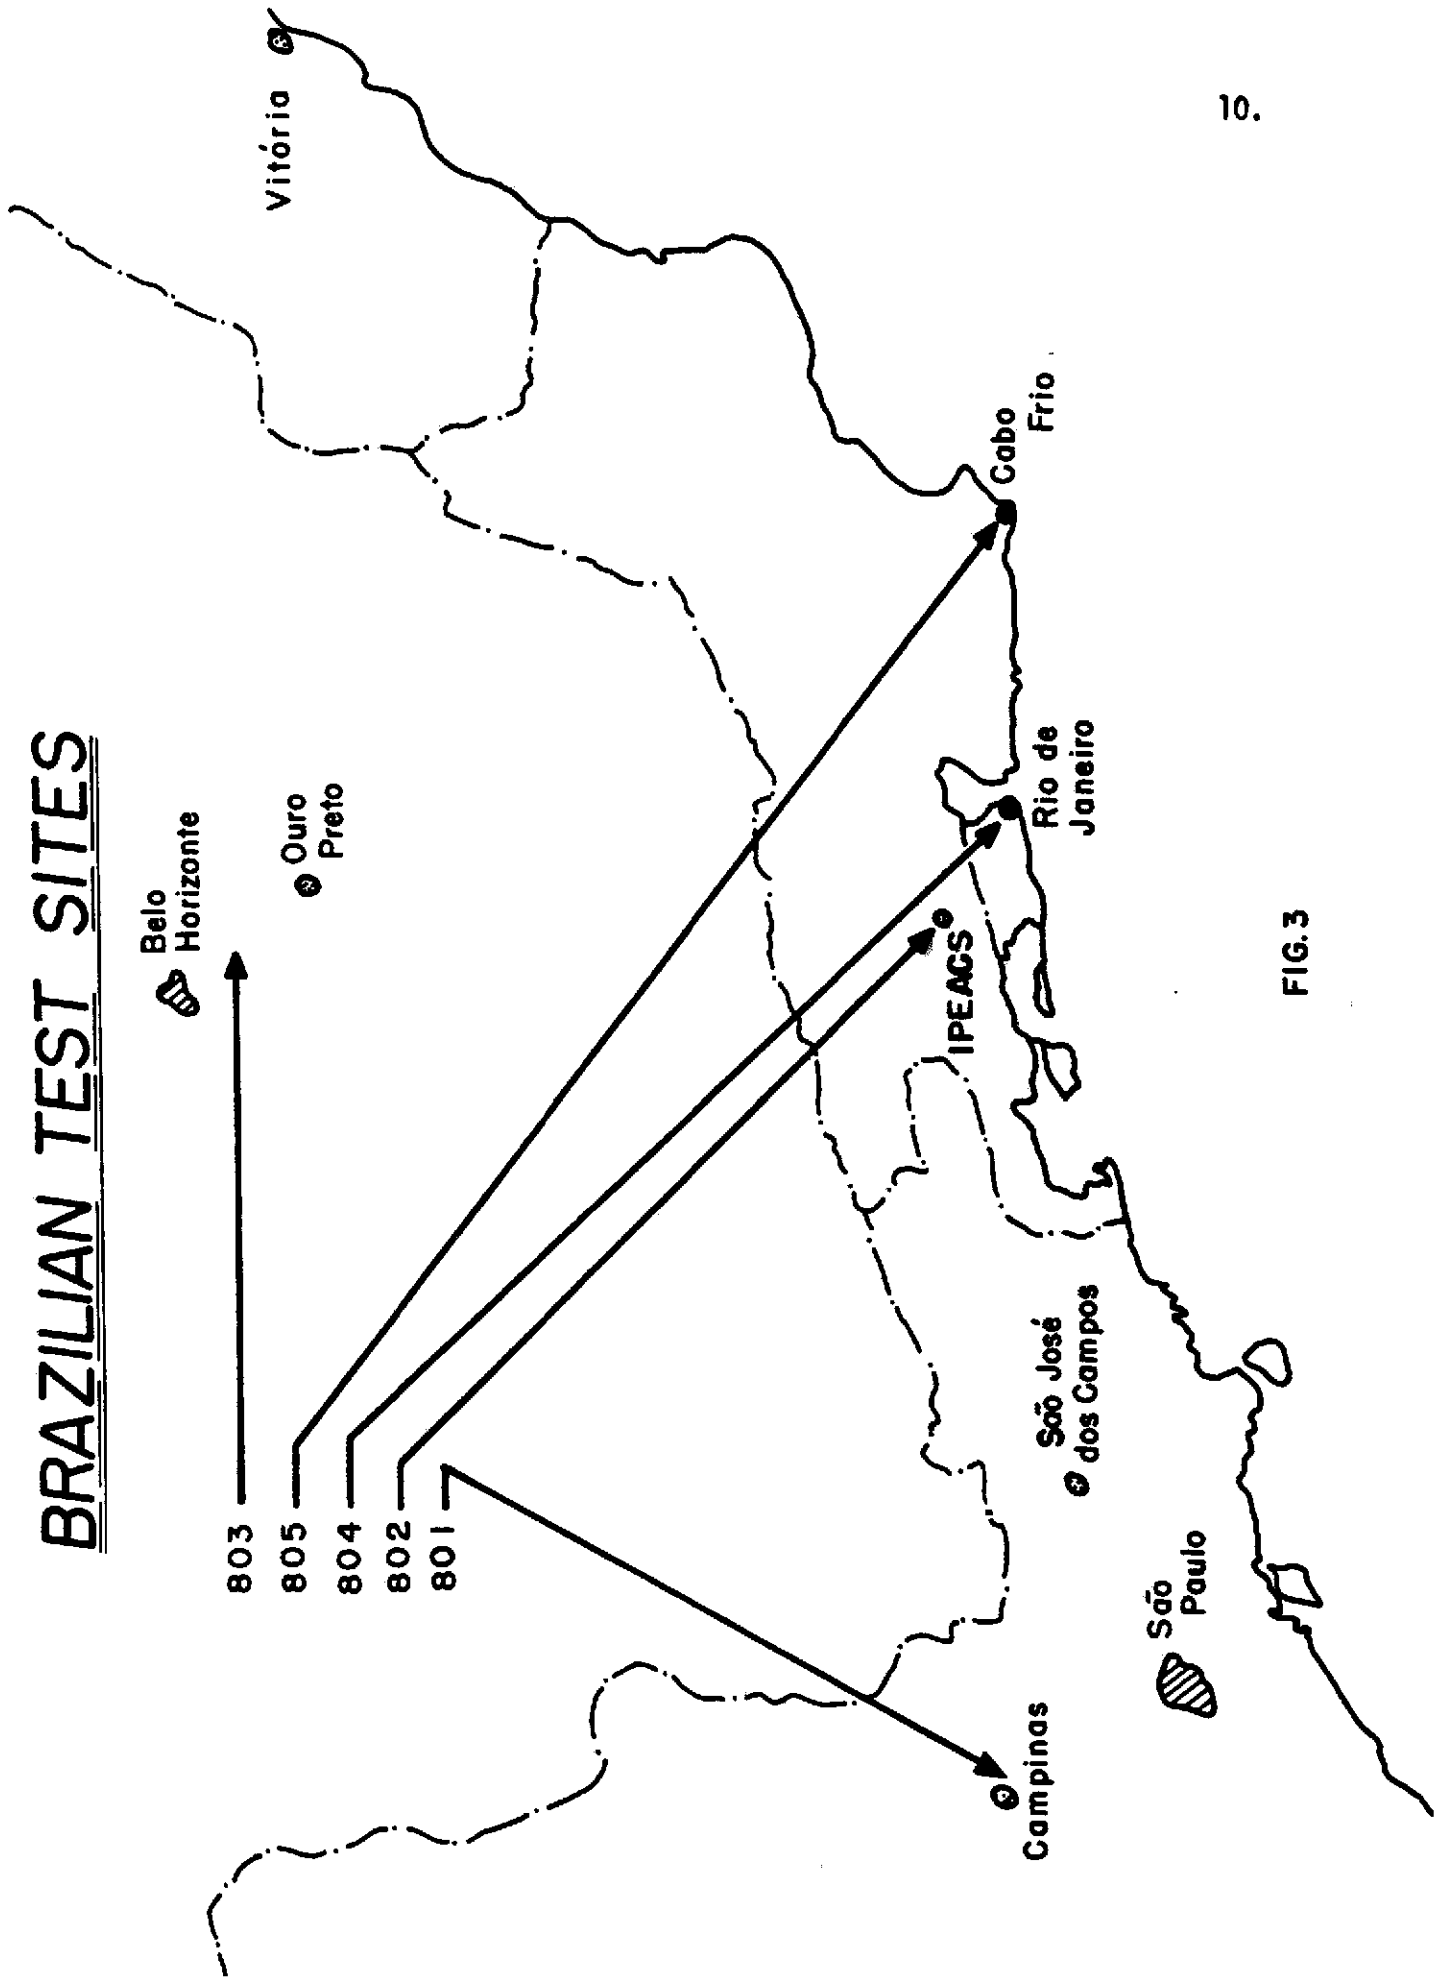 BRAZILIAN TEST SITES
Belo
Horizonte
Ouro
Preto
Vitória
803
805
804
802
801
IPEACS
Cabo
Frio
Rio de
Janeiro
São José
dos Campos
Campinas
São
Paulo
FIG.3
10.